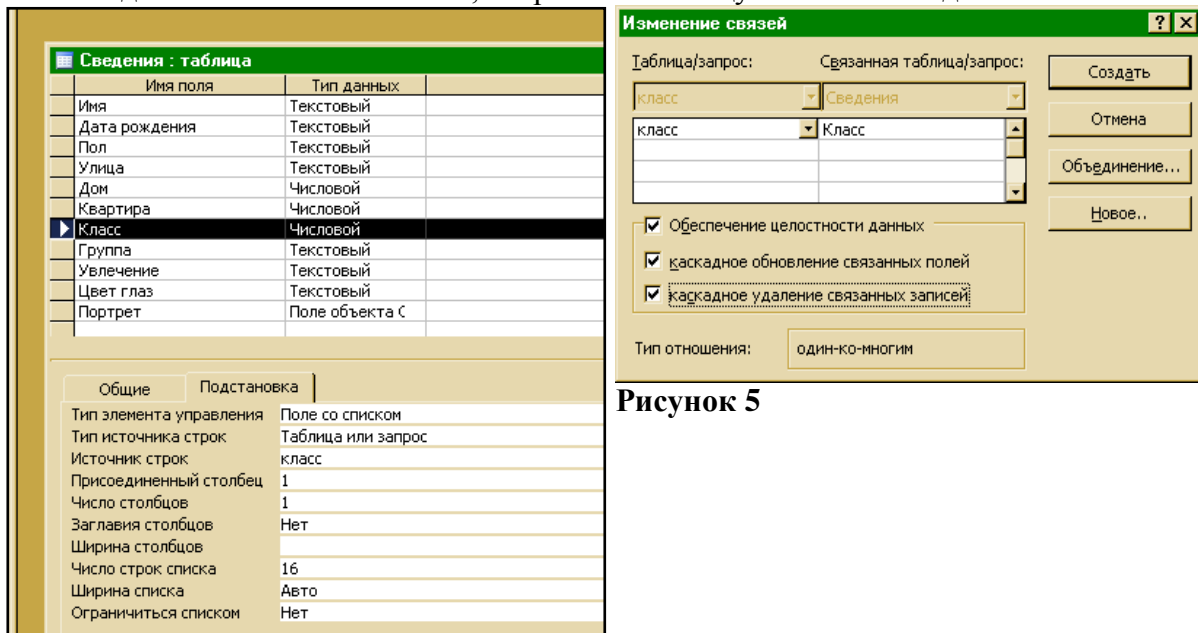 Сведения : таблица
Имя поля Тип данных
Имя Текстовый
Дата рождения Текстовый
Пол Текстовый
Улица Текстовый
Дом Числовой
Квартира Числовой
Класс Числовой
Группа Текстовый
Увлечение Текстовый
Цвет глаз Текстовый
Портрет Поле объекта
Общие Подстановка
Тип элемента управления Поле со списком
Тип источника строк Таблица или запрос
Источник строк класс
Присоединенный столбец 1
Число столбцов 1
Заглавия столбцов Нет
Ширина столбцов
Число строк списка 16
Ширина списка Авто
Ограничиться списком Нет
Изменение связей
Таблица/запрос: Связанная таблица/запрос:
класс Сведения
класс Класс
Создать
Отмена
Объединение...
Новое..
Обеспечение целостности данных
каскадное обновление связанных полей
каскадное удаление связанных записей
Тип отношения: один-ко-многим
Рисунок 5